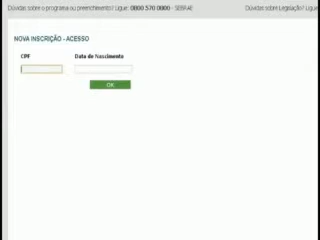 Dúvidas sobre o programa ou preenchimento? Ligue: 0800 570 0800 - SEBRAE
Dúvidas sobre Legislação? Ligue
NOVA INSCRIÇÃO - ACESSO
CPF Data de Nascimento
OK